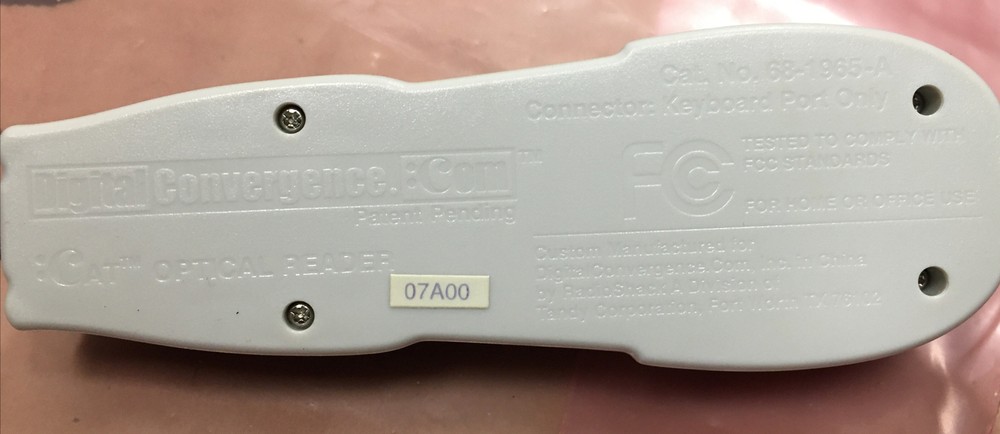 Digital Convergence.:Com™
Patent Pending
:CAT™ OPTICAL READER
07A00
Cat. No. 68-1965-A
Connector: Keyboard Port Only
FC
TESTED TO COMPLY WITH
FCC STANDARDS
FOR HOME OR OFFICE USE
Custom Manufactured for
DigitalConvergence.Com, Inc. in China
by RadioShack A Division of
Tandy Corporation, Fort Worth TX 76102